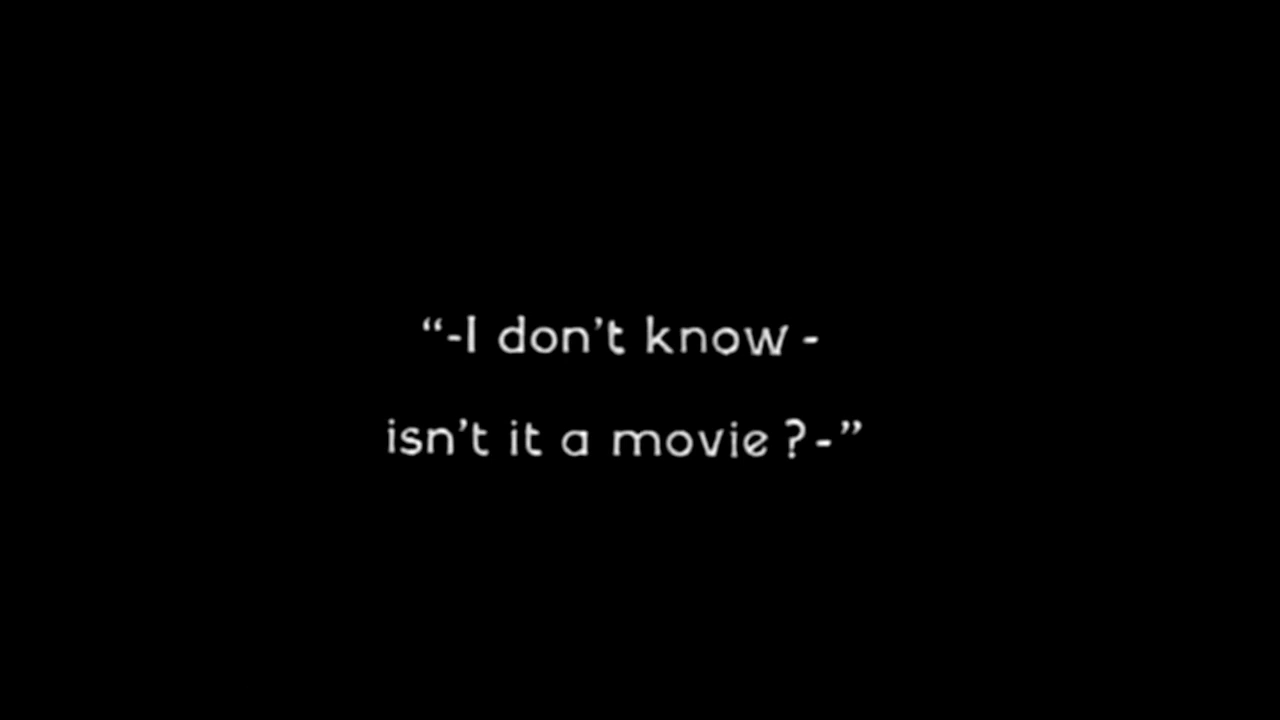 “-I don’t know -
isn’t it a movie ? -”